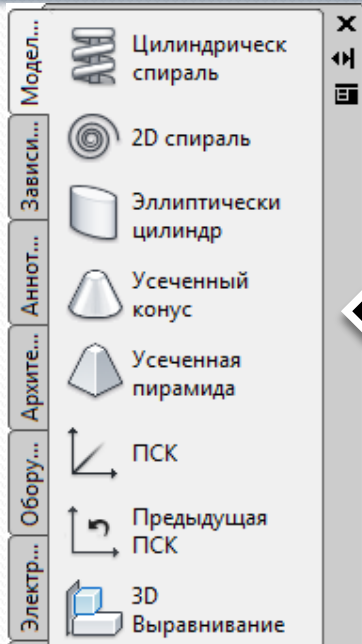 Модел...
Зависи...
Аннот...
Архите...
Обору...
Электр...
Цилиндрическ
спираль
2D спираль
Эллиптически
цилиндр
Усеченный
конус
Усеченная
пирамида
ПСК
Предыдущая
ПСК
3D
Выравнивание